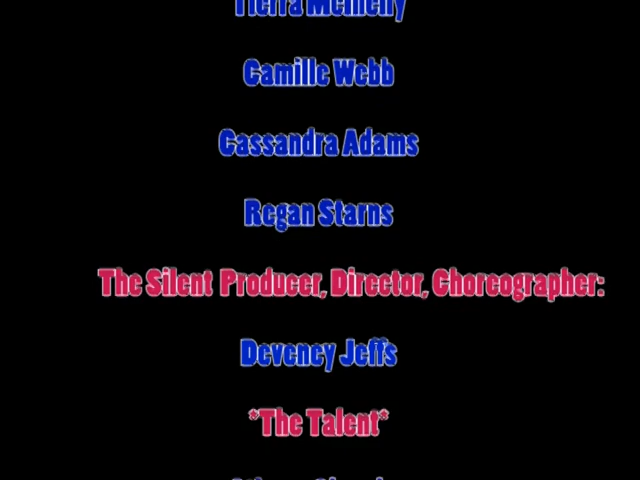 Camille Webb
Cassandra Adams
Regan Starns
The Silent Producer, Director, Choreographer:
Deveney Jeffs
*The Talent*